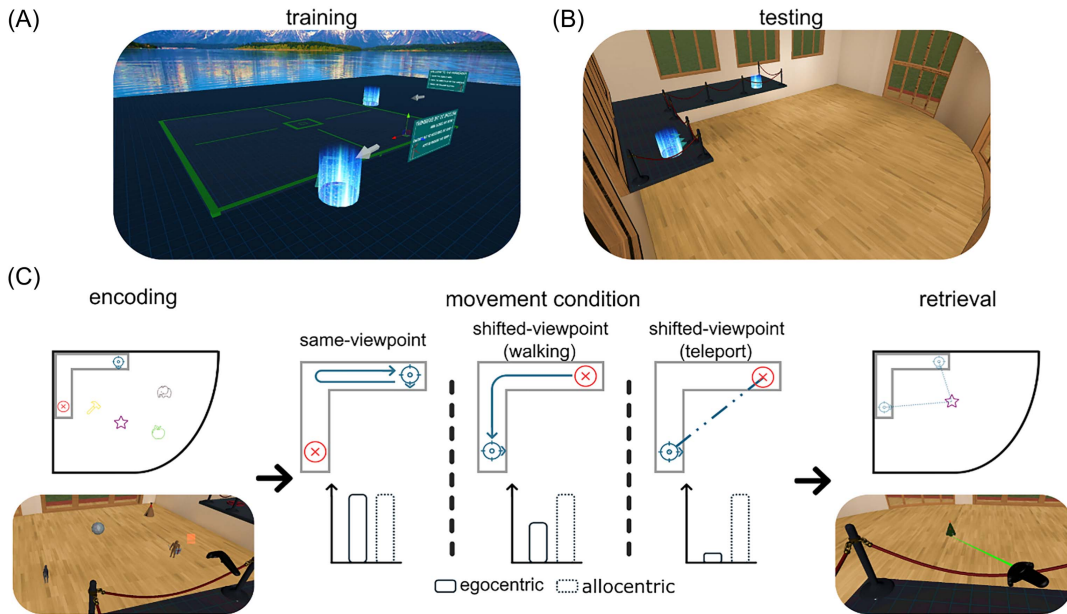 (A)
training
(B)
testing
(C)
encoding
movement condition
retrieval
same-viewpoint
shifted-viewpoint
(walking)
shifted-viewpoint
(teleport)
egocentric
allocentric